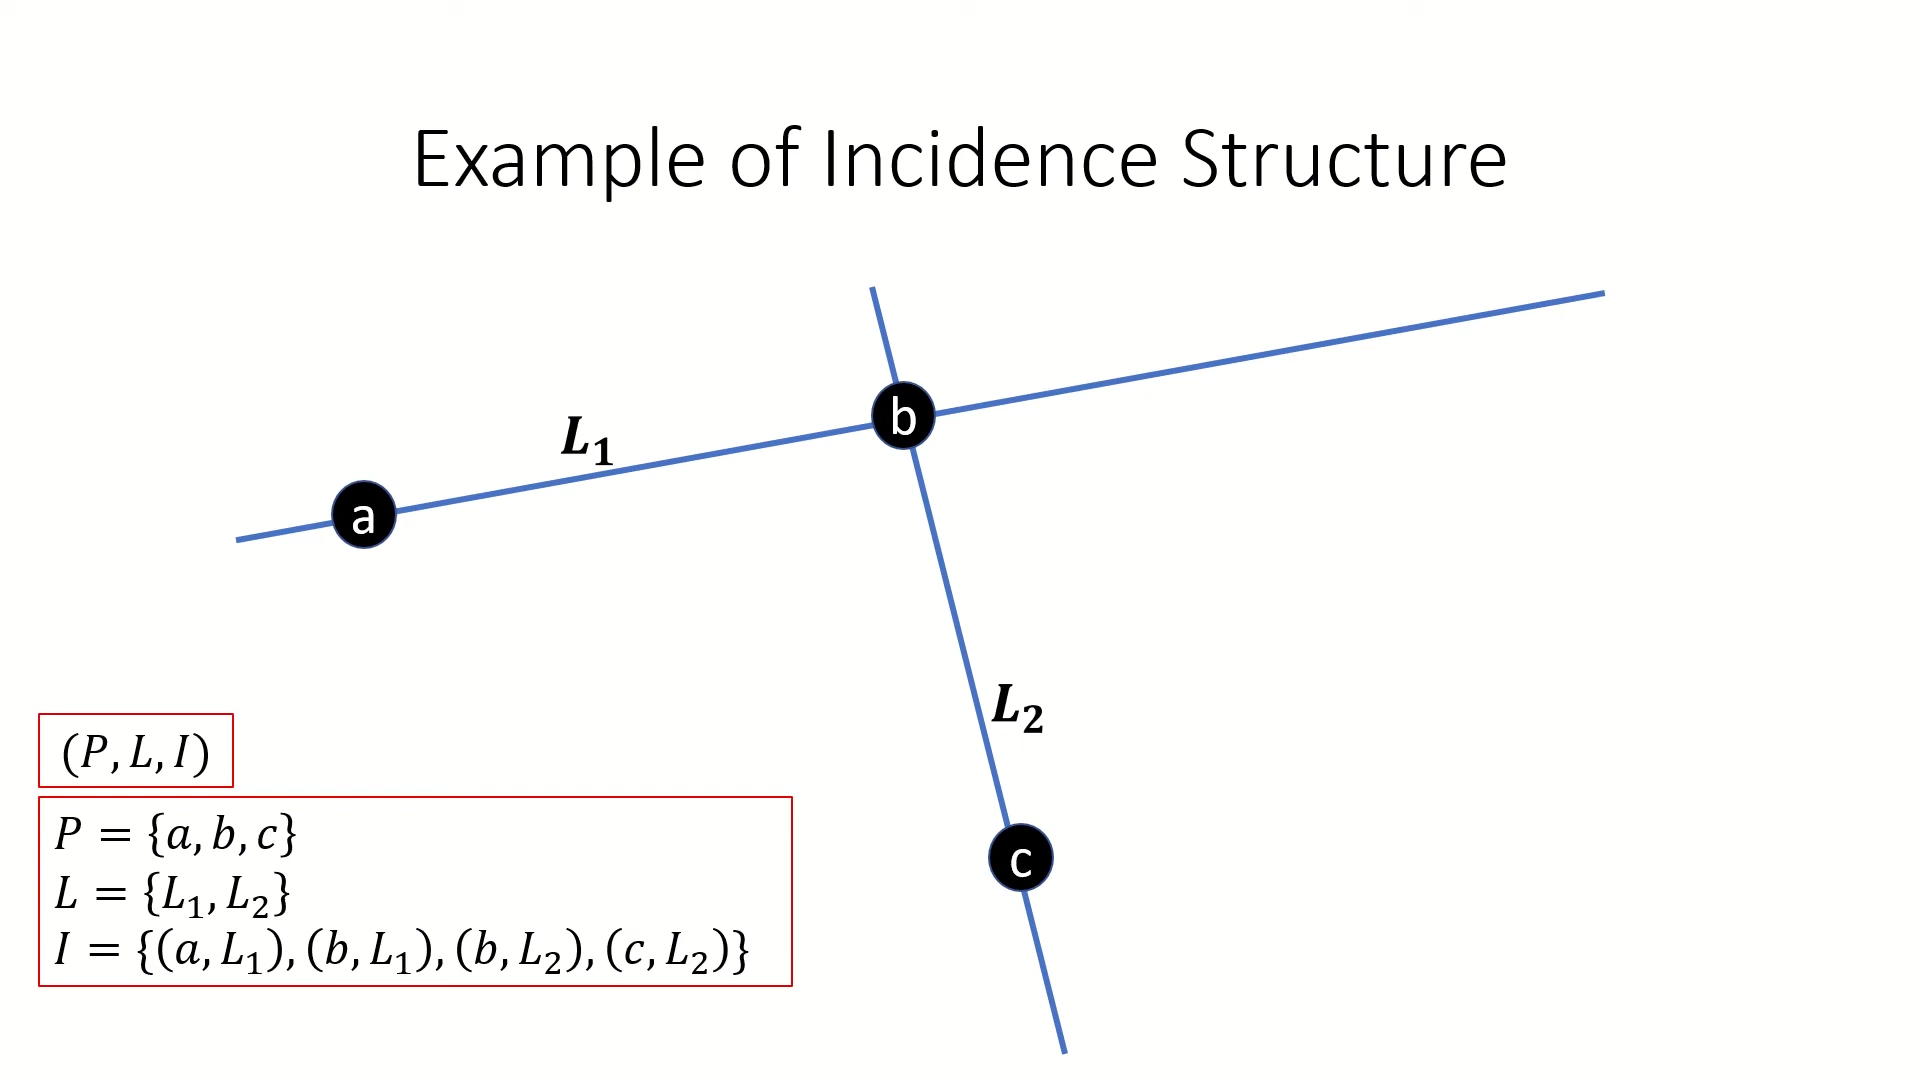 Example of Incidence Structure
b
L₁
a
L₂
(P, L, I)
P = {a, b, c}
c
L = {L₁, L₂}
I = {(a, L₁), (b, L₁), (b, L₂), (c, L₂)}